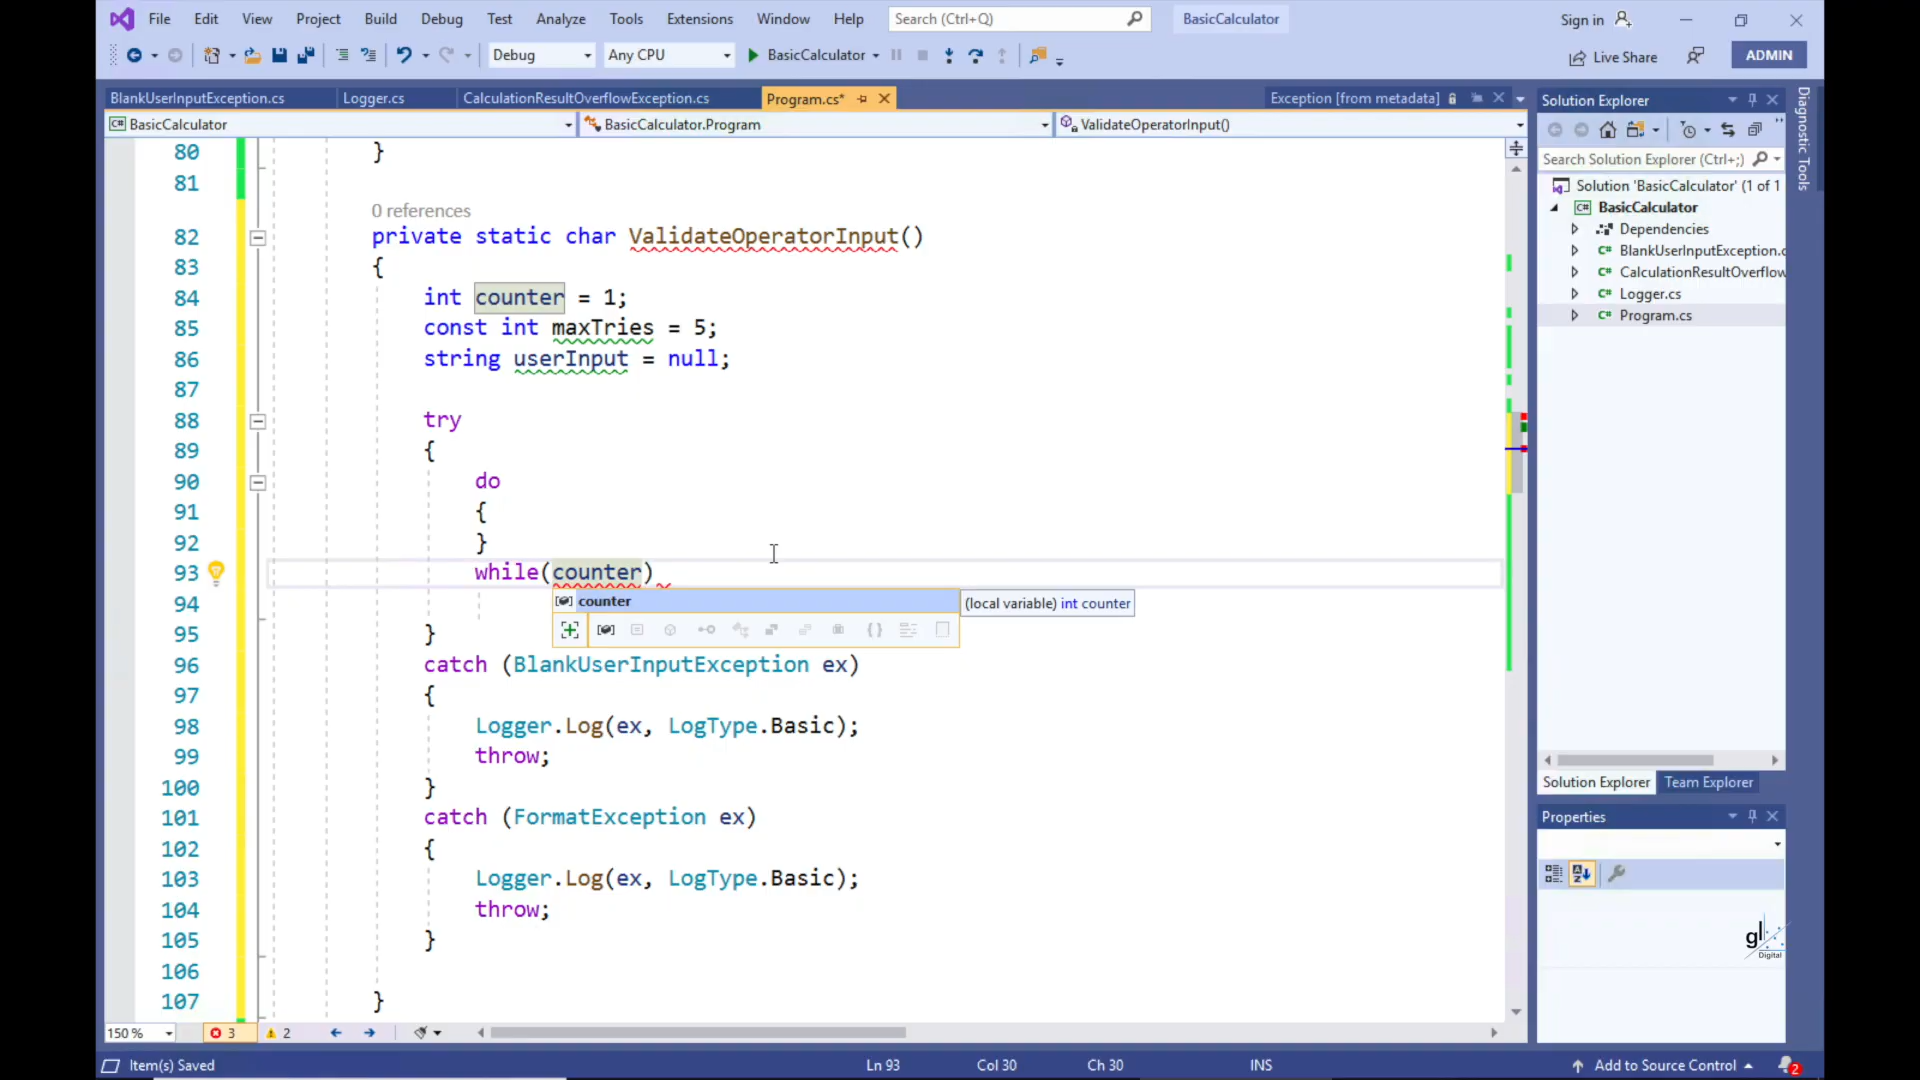 File Edit View Project Build Debug Test Analyze Tools Extensions Window Help Search (Ctrl+Q) BasicCalculator Sign in
Debug Any CPU BasicCalculator Live Share ADMIN
BlankUserInputException.cs Logger.cs CalculationResultOverflowException.cs Program.cs* Exception [from metadata]
BasicCalculator BasicCalculator.Program ValidateOperatorInput()
80 }
81
0 references
82 private static char ValidateOperatorInput()
83 {
84 int counter = 1;
85 const int maxTries = 5;
86 string userInput = null;
87
88 try
89 {
90 do
91 {
92 }
93 while(counter)
counter (local variable) int counter
94
95 }
96 catch (BlankUserInputException ex)
97 {
98 Logger.Log(ex, LogType.Basic);
99 throw;
100 }
101 catch (FormatException ex)
102 {
103 Logger.Log(ex, LogType.Basic);
104 throw;
105 }
106
107 }
150 % 3 2
Item(s) Saved Ln 93 Col 30 Ch 30 INS Add to Source Control 2
Solution Explorer
Search Solution Explorer (Ctrl+;)
Solution 'BasicCalculator' (1 of 1
C# BasicCalculator
Dependencies
C# BlankUserInputException.c
C# CalculationResultOverflow
C# Logger.cs
C# Program.cs
Solution Explorer Team Explorer
Properties
gl
Digital
Diagnostic Tools